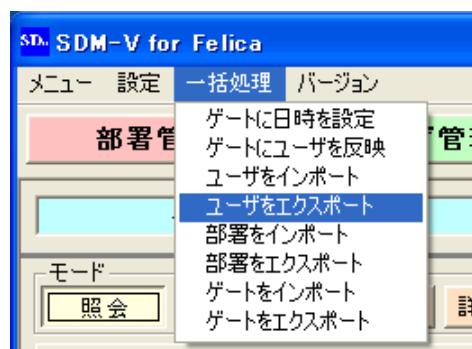 SDM-V for Felica
メニュー 設定 一括処理 バージョン
ゲートに日時を設定
ゲートにユーザを反映
ユーザをインポート
ユーザをエクスポート
部署をインポート
部署をエクスポート
ゲートをインポート
ゲートをエクスポート
部署管
モード
照会